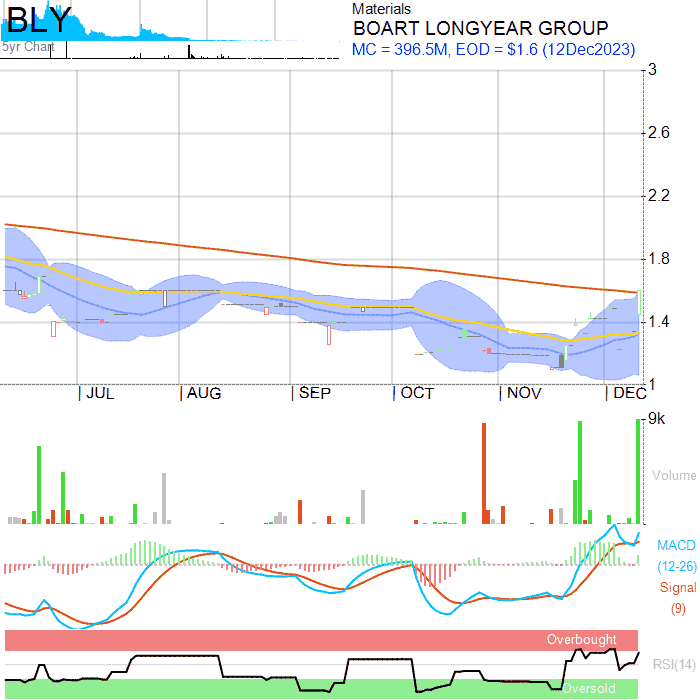 BLY
5yr Chart
Materials
BOART LONGYEAR GROUP
MC = 396.5M, EOD = $1.6 (12Dec2023)
3
2.6
2.2
1.8
1.4
1
| JUL | AUG | SEP | OCT | NOV | DEC
9k
Volume
MACD
(12-26)
Signal
(9)
Overbought
RSI(14)
Oversold